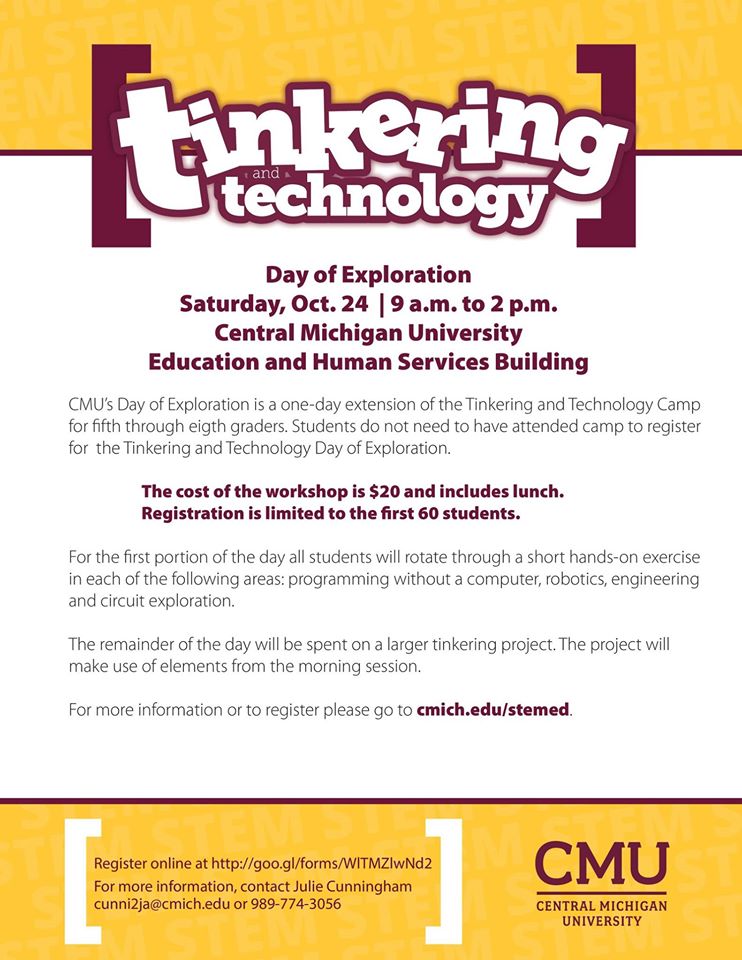 tinkering
and
technology
Day of Exploration
Saturday, Oct. 24 | 9 a.m. to 2 p.m.
Central Michigan University
Education and Human Services Building
CMU's Day of Exploration is a one-day extension of the Tinkering and Technology Camp
for fifth through eigth graders. Students do not need to have attended camp to register
for the Tinkering and Technology Day of Exploration.
The cost of the workshop is $20 and includes lunch.
Registration is limited to the first 60 students.
For the first portion of the day all students will rotate through a short hands-on exercise
in each of the following areas: programming without a computer, robotics, engineering
and circuit exploration.
The remainder of the day will be spent on a larger tinkering project. The project will
make use of elements from the morning session.
For more information or to register please go to cmich.edu/stemed.
Register online at http://goo.gl/forms/WlTMZlwNd2
For more information, contact Julie Cunningham
cunni2ja@cmich.edu or 989-774-3056
CMU
CENTRAL MICHIGAN
UNIVERSITY